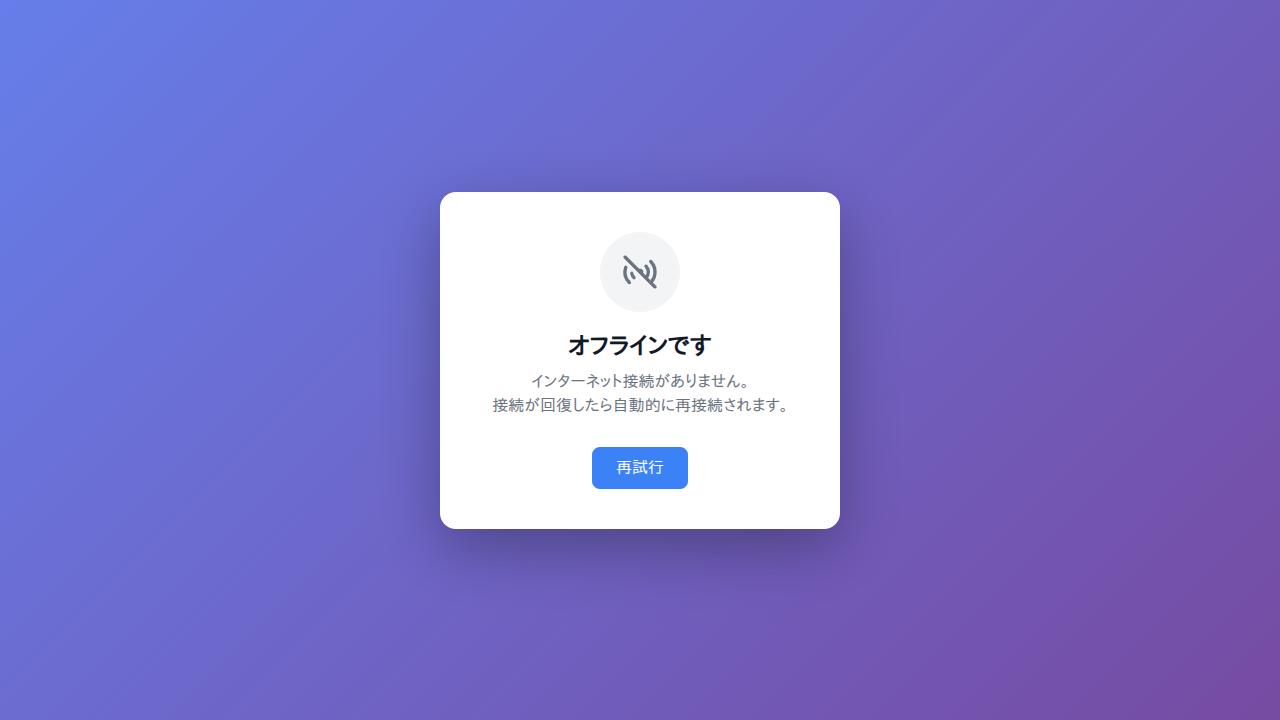 オフラインです
インターネット接続がありません。
接続が回復したら自動的に再接続されます。
再試行